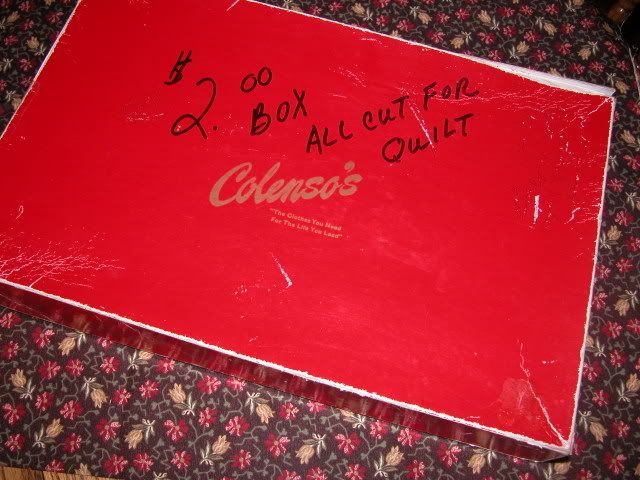 $2.00 BOX ALL CUT FOR
QUILT
Colenso's
"The Clothes You Need
For The Life You Lead"